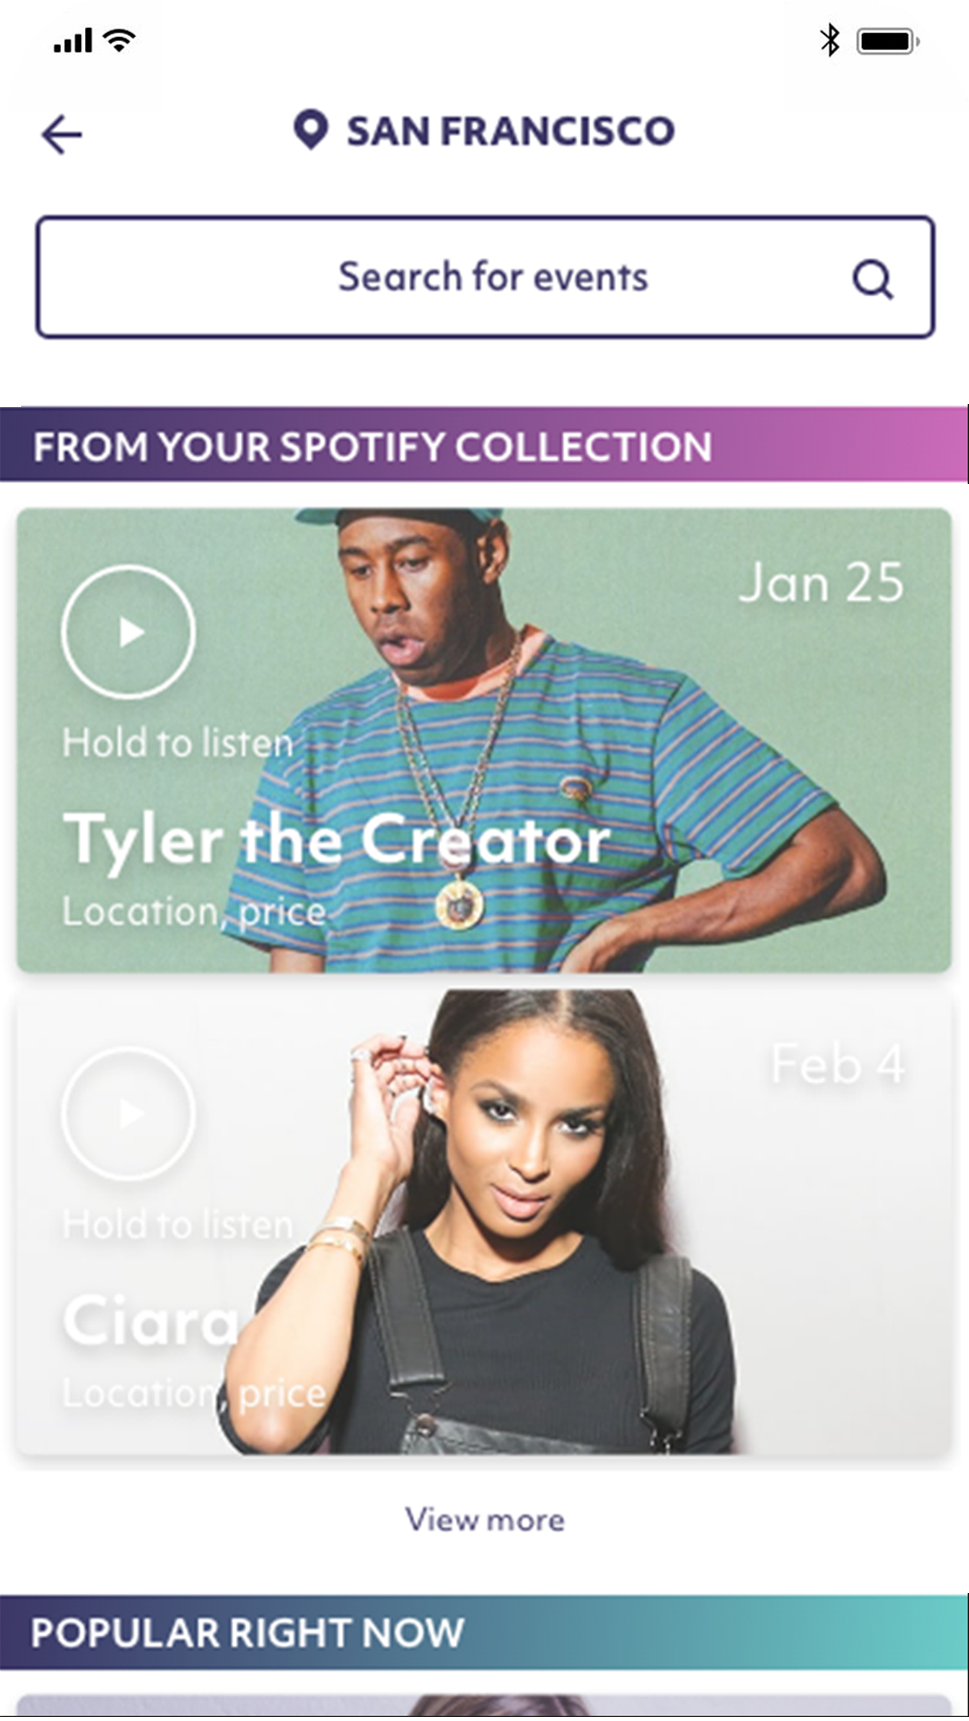 SAN FRANCISCO
Search for events
FROM YOUR SPOTIFY COLLECTION
Jan 25
Hold to listen
Tyler the Creator
Location, price
Feb 4
Hold to listen
Ciara
Location, price
View more
POPULAR RIGHT NOW